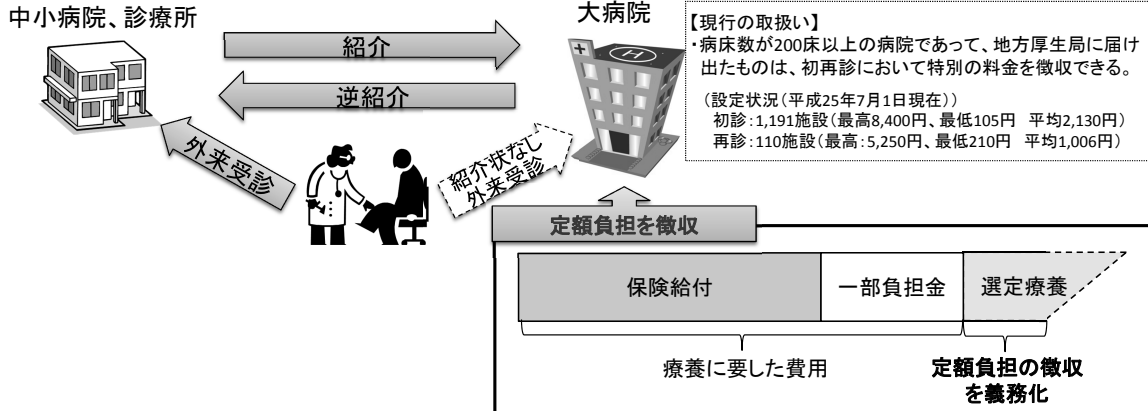 中小病院、診療所
大病院
【現行の取扱い】
・病床数が200床以上の病院であって、地方厚生局に届け
出たものは、初再診において特別の料金を徴収できる。
（設定状況（平成25年7月1日現在））
初診：1,191施設（最高8,400円、最低105円　平均2,130円）
再診：110施設（最高：5,250円、最低210円　平均1,006円）
紹介
逆紹介
外来受診
紹介状なし
外来受診
定額負担を徴収
保険給付
一部負担金
選定療養
療養に要した費用
定額負担の徴収
を義務化
H